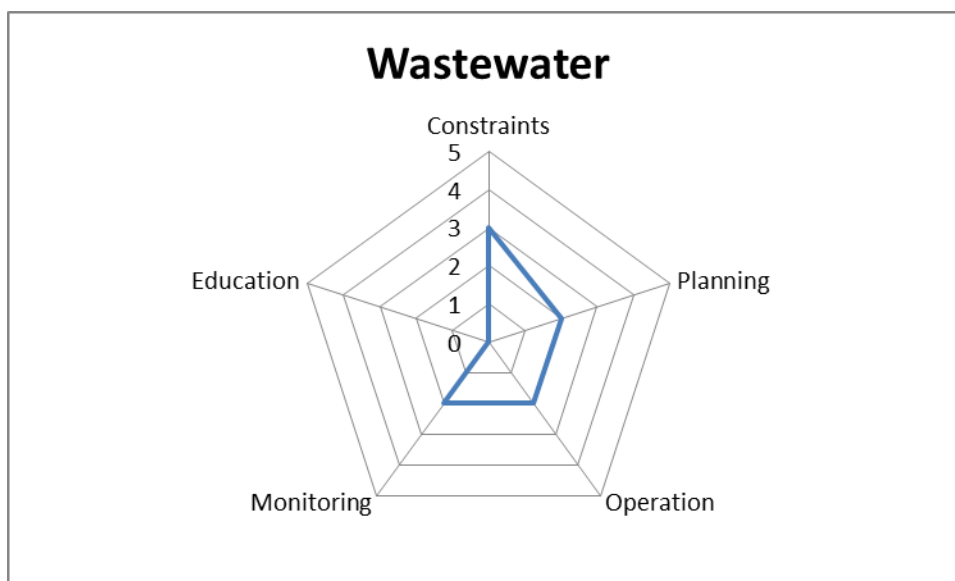 Wastewater
Constraints
5
4
3
2
1
0
Education
Planning
Monitoring
Operation